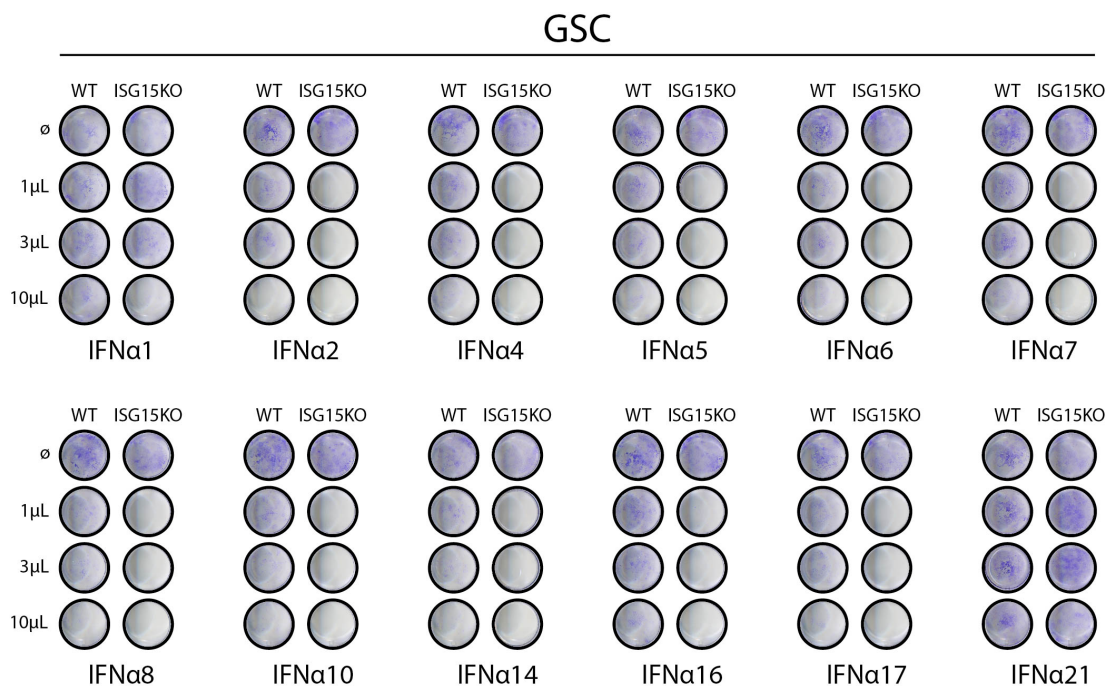 GSC
WT ISG15KO WT ISG15KO WT ISG15KO WT ISG15KO WT ISG15KO WT ISG15KO
ø
1µL
3µL
10µL
IFNα1 IFNα2 IFNα4 IFNα5 IFNα6 IFNα7
WT ISG15KO WT ISG15KO WT ISG15KO WT ISG15KO WT ISG15KO WT ISG15KO
ø
1µL
3µL
10µL
IFNα8 IFNα10 IFNα14 IFNα16 IFNα17 IFNα21